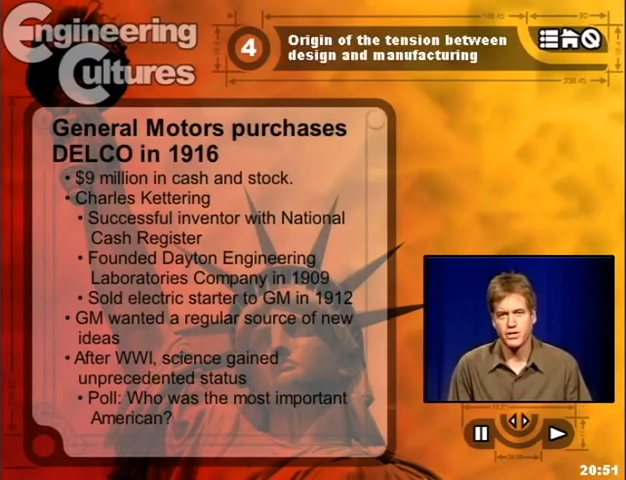 Engineering
Cultures
4
Origin of the tension between
design and manufacturing
General Motors purchases
DELCO in 1916
• $9 million in cash and stock.
• Charles Kettering
• Successful inventor with National
Cash Register
• Founded Dayton Engineering
Laboratories Company in 1909
• Sold electric starter to GM in 1912
• GM wanted a regular source of new
ideas
• After WWI, science gained
unprecedented status
• Poll: Who was the most important
American?
20:51